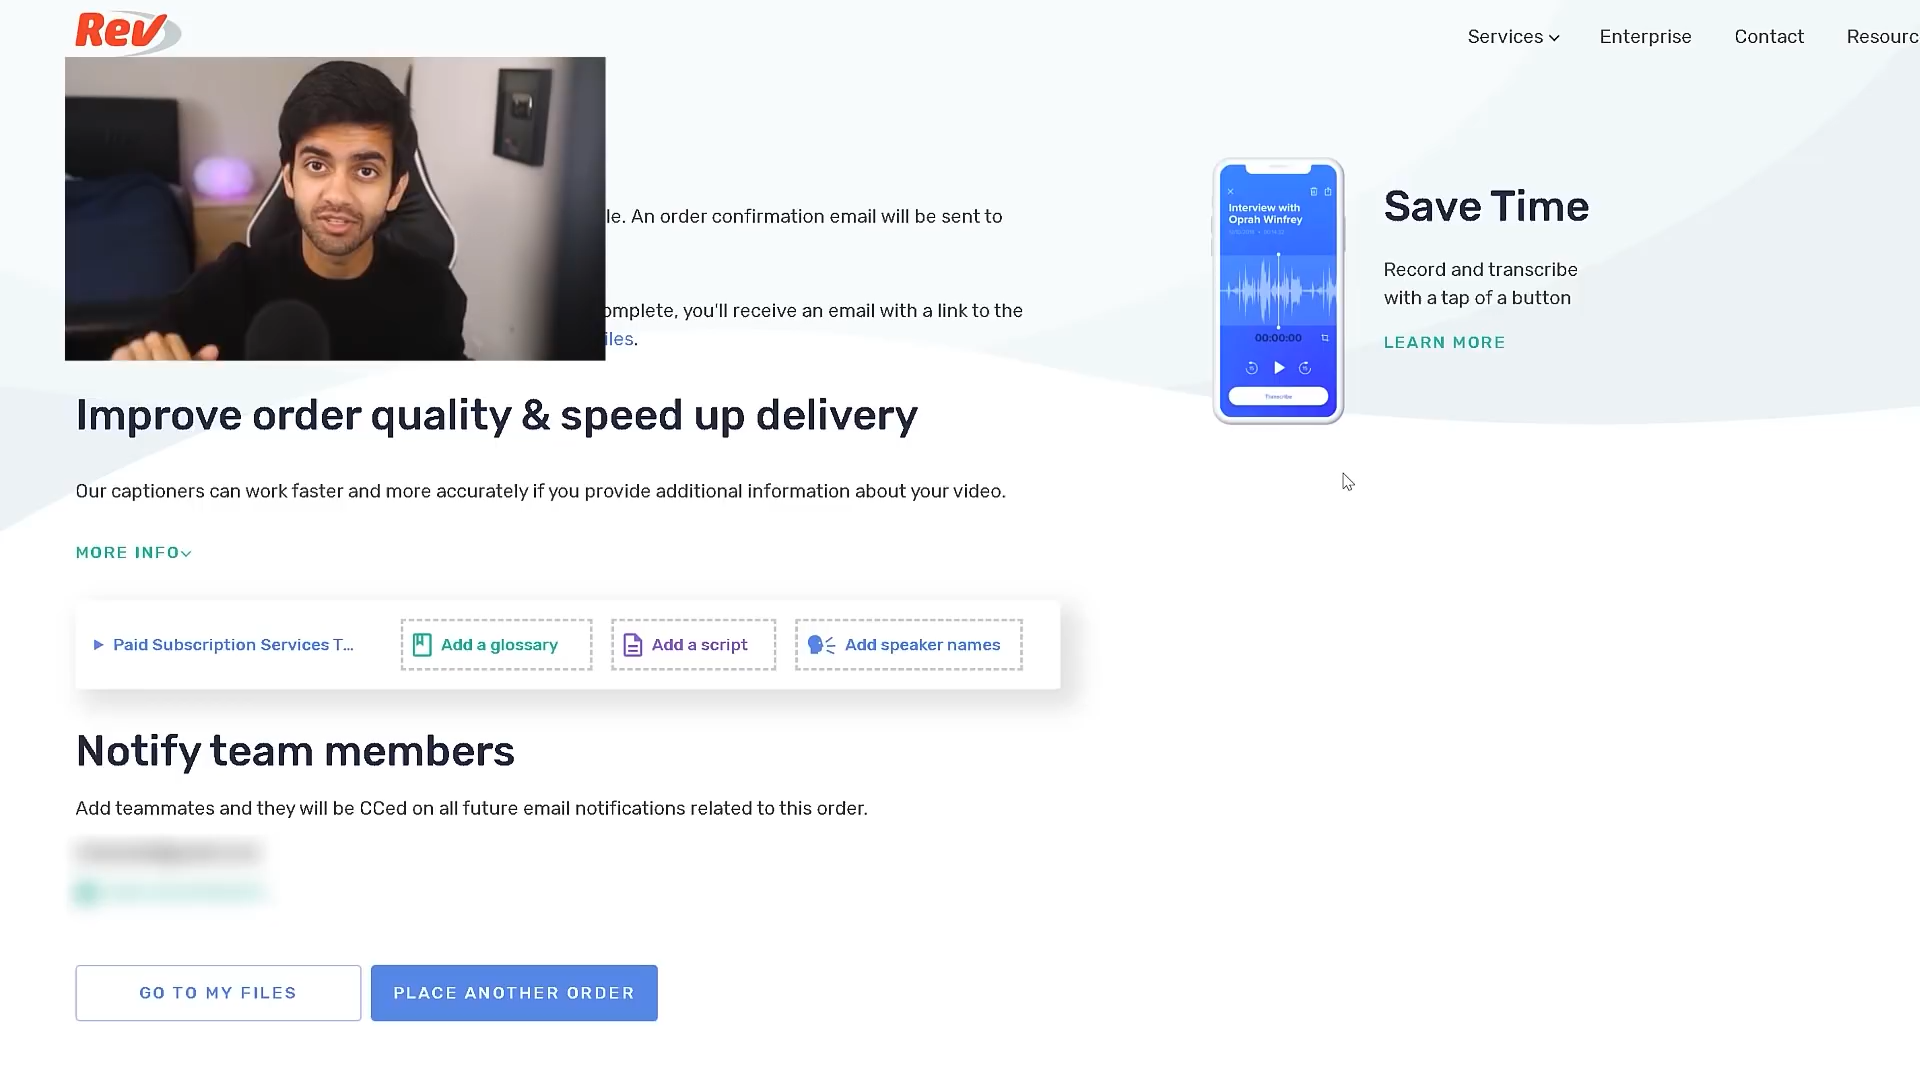 Rev
Services
Enterprise
Contact
Resourc
le. An order confirmation email will be sent to
omplete, you'll receive an email with a link to the
iles.
Interview with
Oprah Winfrey
00:00:00
Transcribe
Save Time
Record and transcribe
with a tap of a button
LEARN MORE
Improve order quality & speed up delivery
Our captioners can work faster and more accurately if you provide additional information about your video.
MORE INFO
Paid Subscription Services T...
Add a glossary
Add a script
Add speaker names
Notify team members
Add teammates and they will be CCed on all future email notifications related to this order.
GO TO MY FILES
PLACE ANOTHER ORDER